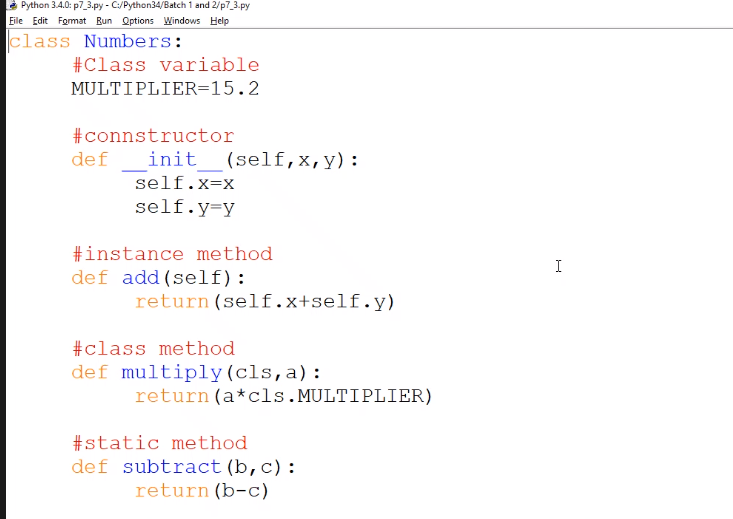 Python 3.4.0: p7_3.py - C:/Python34/Batch 1 and 2/p7_3.py
File Edit Format Run Options Windows Help
class Numbers:
#Class variable
MULTIPLIER=15.2
#connstructor
def __init__(self,x,y):
self.x=x
self.y=y
#instance method
def add(self):
return(self.x+self.y)
#class method
def multiply(cls,a):
return(a*cls.MULTIPLIER)
#static method
def subtract(b,c):
return(b-c)